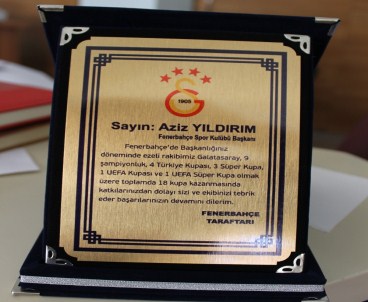 1905
Sayın: Aziz YILDIRIM
Fenerbahçe Spor Kulübü Başkanı
Fenerbahçe'de Başkanlığınız
döneminde ezeli rakibimiz Galatasaray, 9
şampiyonluk, 4 Türkiye Kupası, 3 Süper Kupa,
1 UEFA Kupası ve 1 UEFA Süper Kupa olmak
üzere toplamda 18 kupa kazanmasında
katkılarınızdan dolayı sizi ve ekibinizi tebrik
eder başarılarınızın devamını dilerim.
FENERBAHÇE
TARAFTARI